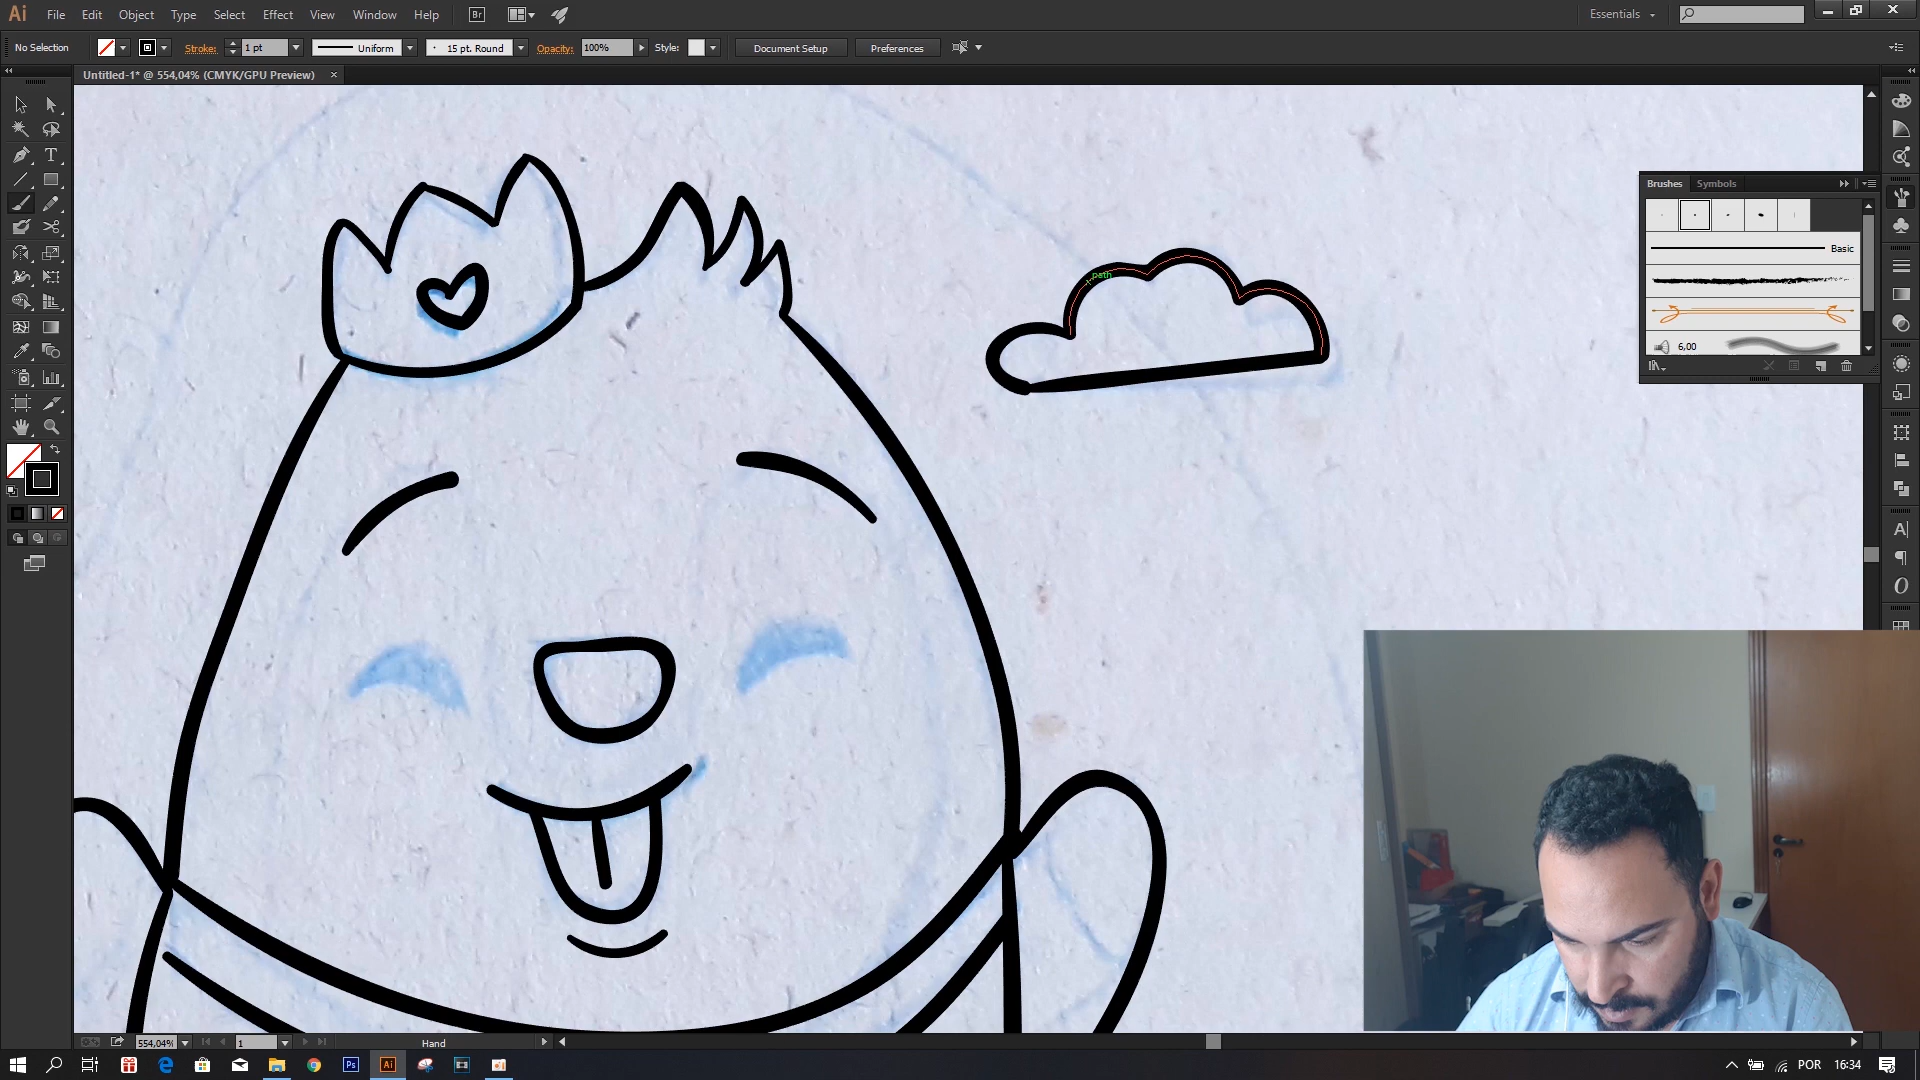 Ai File Edit Object Type Select Effect View Window Help Br Essentials
No Selection Stroke: 1 pt Uniform 15 pt. Round Opacity: 100% Style: Document Setup Preferences
Untitled-1* @ 554,04% (CMYK/GPU Preview) ×
Brushes Symbols
Basic
path
6,00
554,04% 1 Hand
Ps Ai POR 16:34